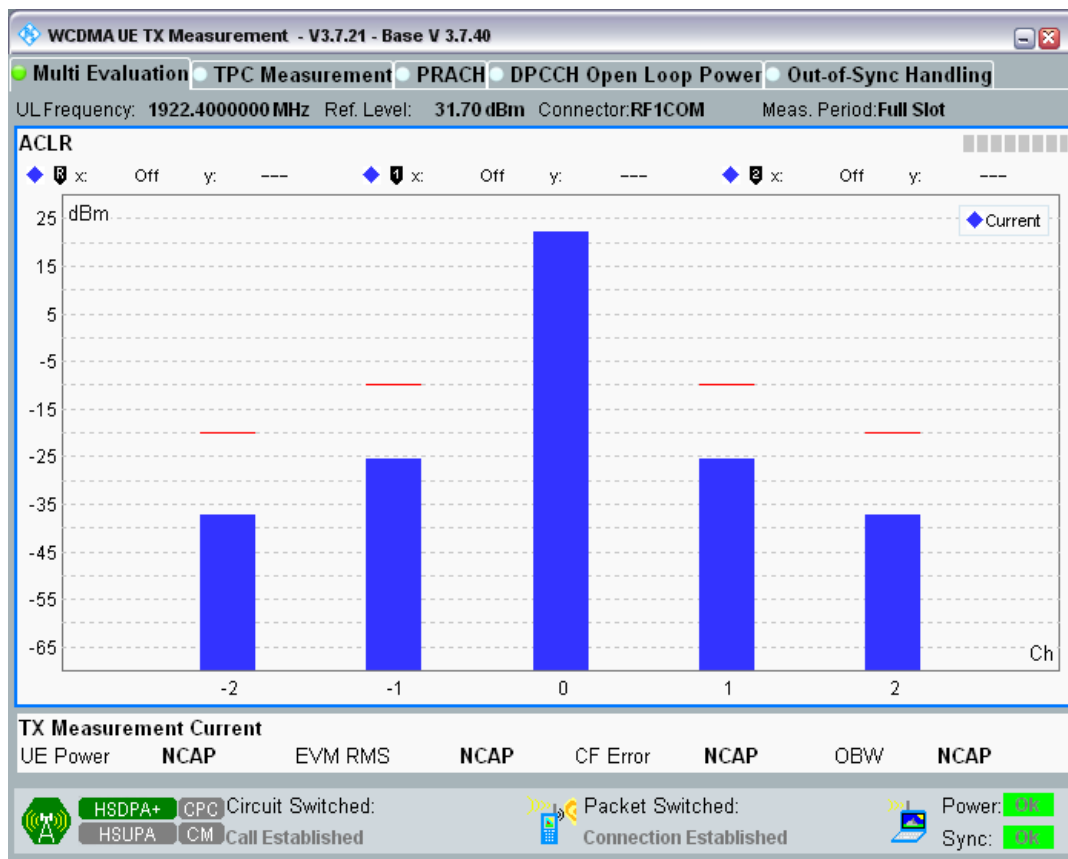 WCDMA UE TX Measurement - V3.7.21 - Base V 3.7.40
Multi Evaluation TPC Measurement PRACH DPCCH Open Loop Power Out-of-Sync Handling
UL Frequency: 1922.4000000 MHz Ref. Level: 31.70 dBm Connector:RF1COM Meas. Period:Full Slot
ACLR
R x: Off y: --- 1 x: Off y: --- 2 x: Off y: ---
25 dBm Current
15
5
-5
-15
-25
-35
-45
-55
-65
Ch
-2 -1 0 1 2
TX Measurement Current
UE Power NCAP EVM RMS NCAP CF Error NCAP OBW NCAP
HSDPA+ CPC Circuit Switched: Packet Switched: Power: OK
HSUPA CM Call Established Connection Established Sync: OK